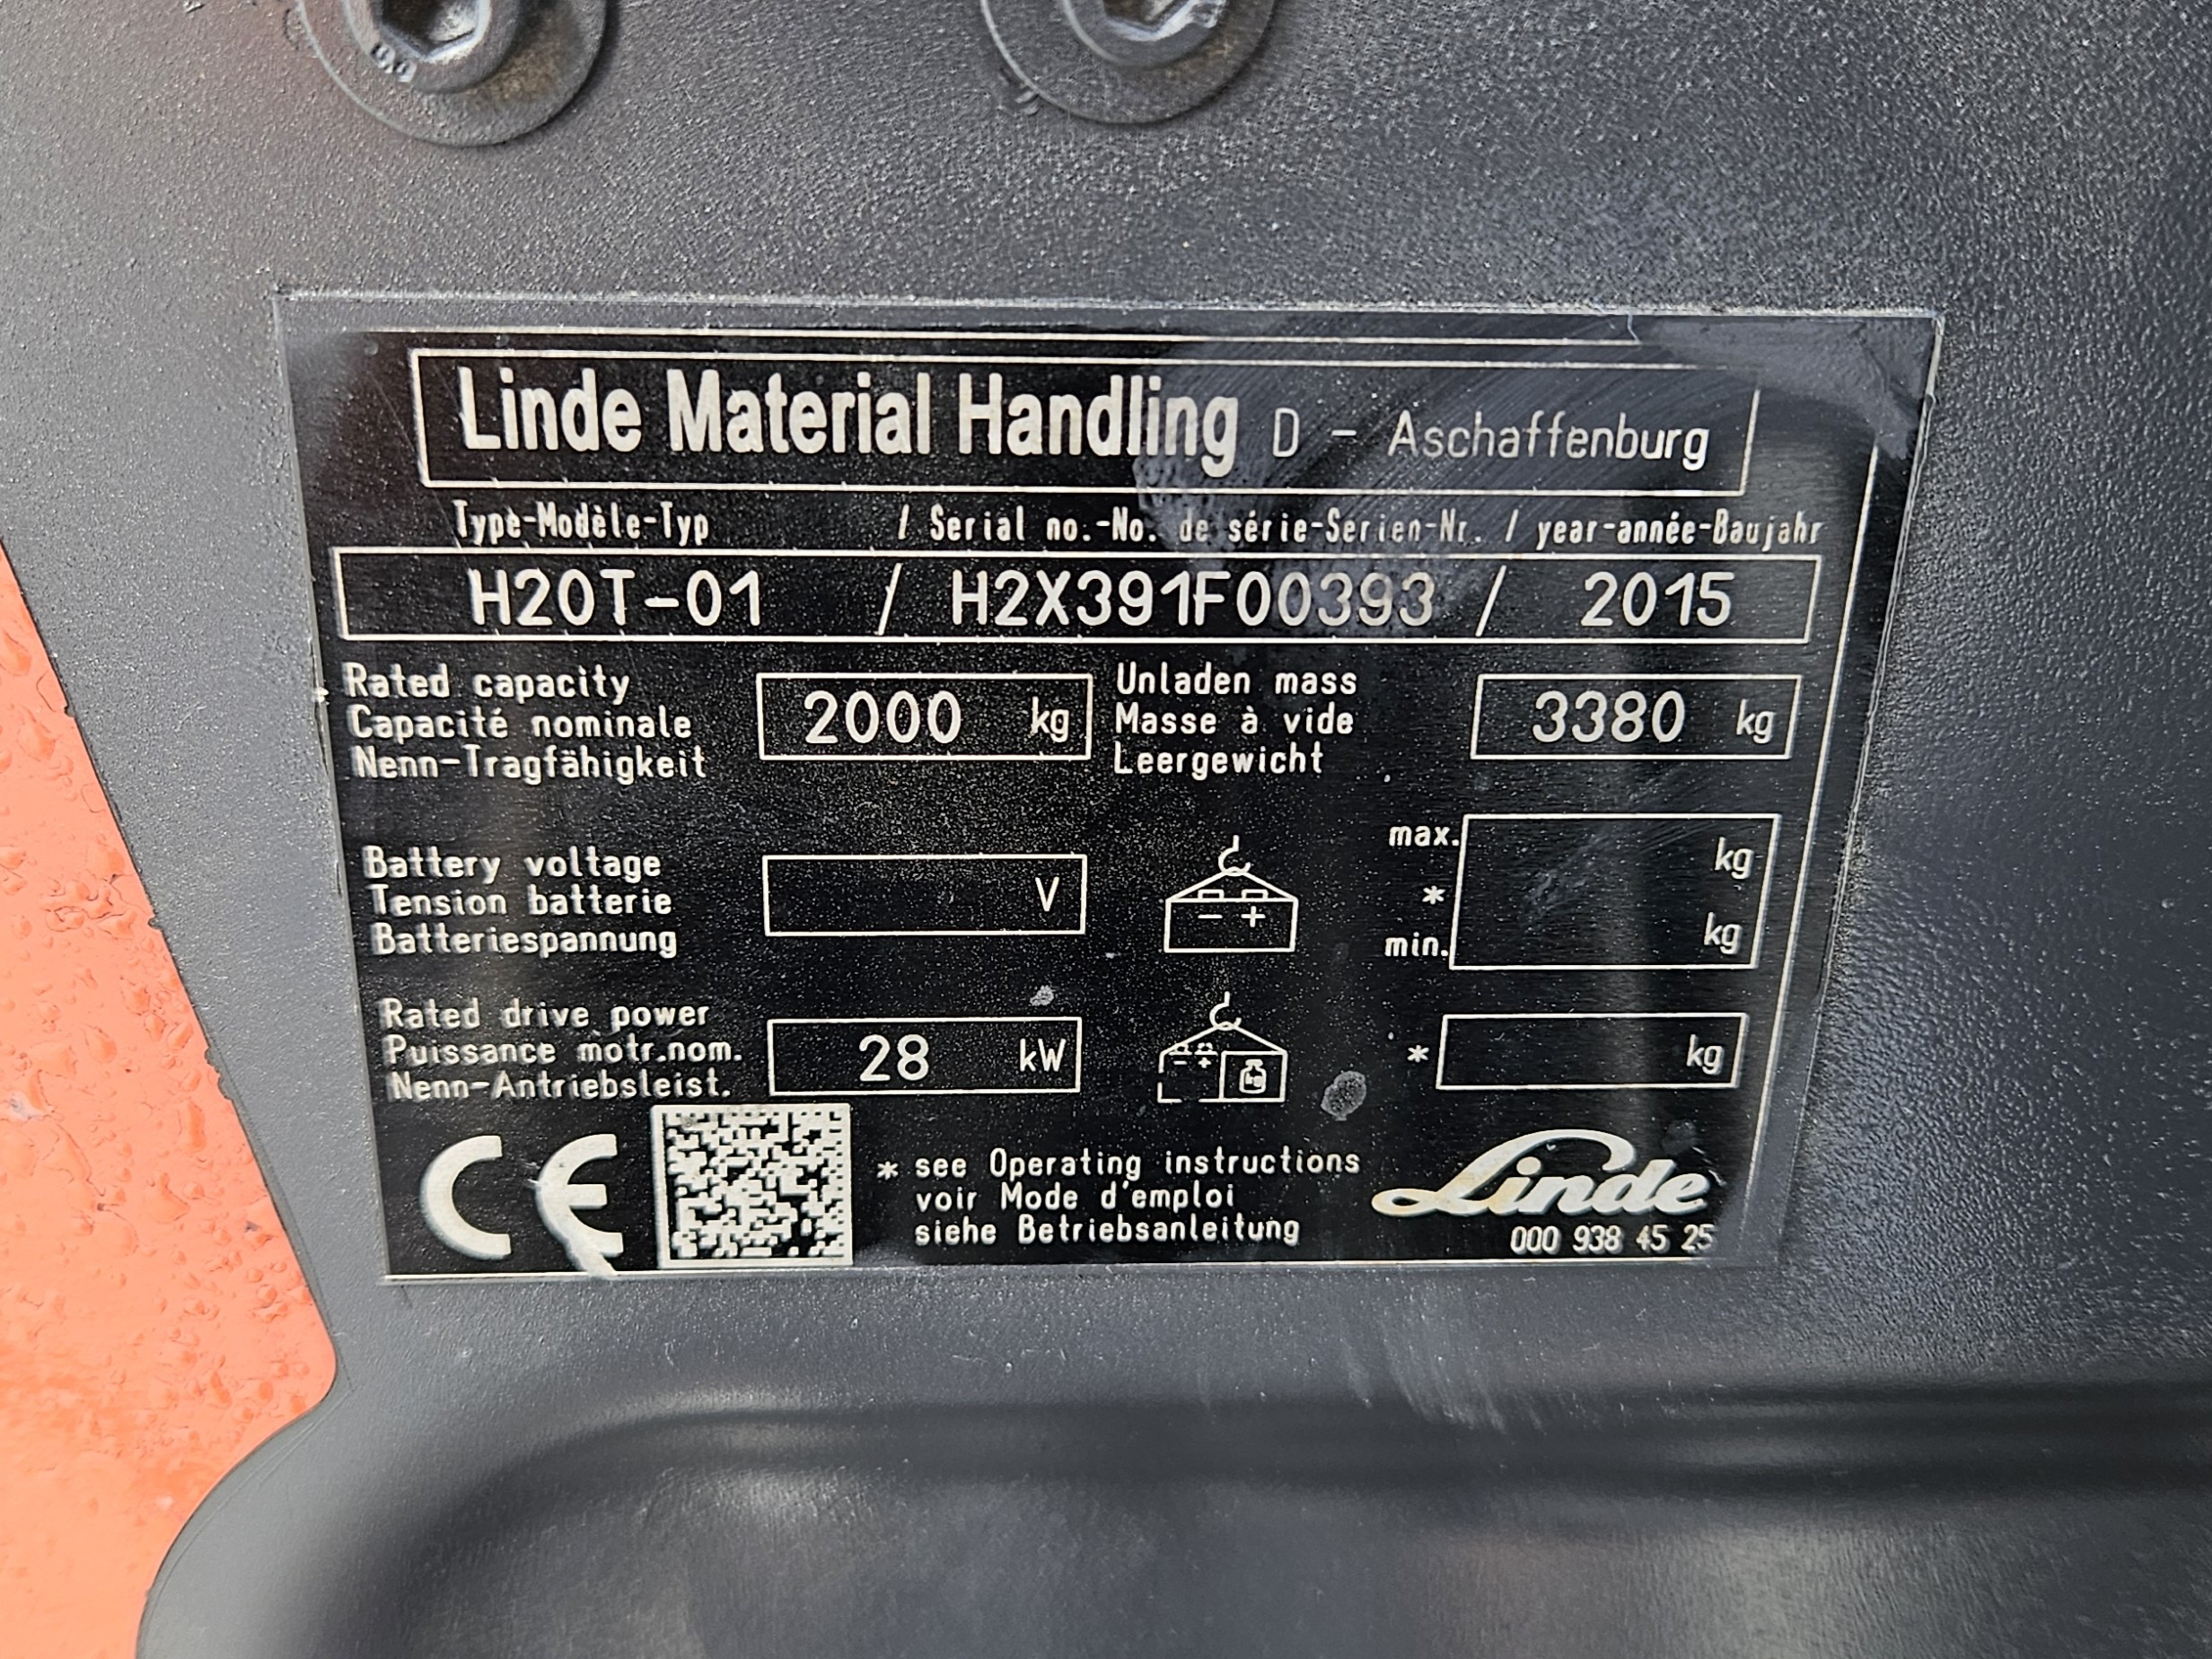 Linde Material Handling D - Aschaffenburg
Type-Modèle-Typ / Serial no.-No. de série-Serien-Nr. / year-année-Baujahr
H20T-01 / H2X391F00393 / 2015
Rated capacity
Capacité nominale
Nenn-Tragfähigkeit
2000 kg
Unladen mass
Masse à vide
Leergewicht
3380 kg
Battery voltage
Tension batterie
Batteriespannung
V
- +
max. kg
*
min. kg
Rated drive power
Puissance motr.nom.
Nenn-Antriebsleist.
28 kW
- + kg
* kg
CE
* see Operating instructions
voir Mode d'emploi
siehe Betriebsanleitung
Linde
000 938 45 25